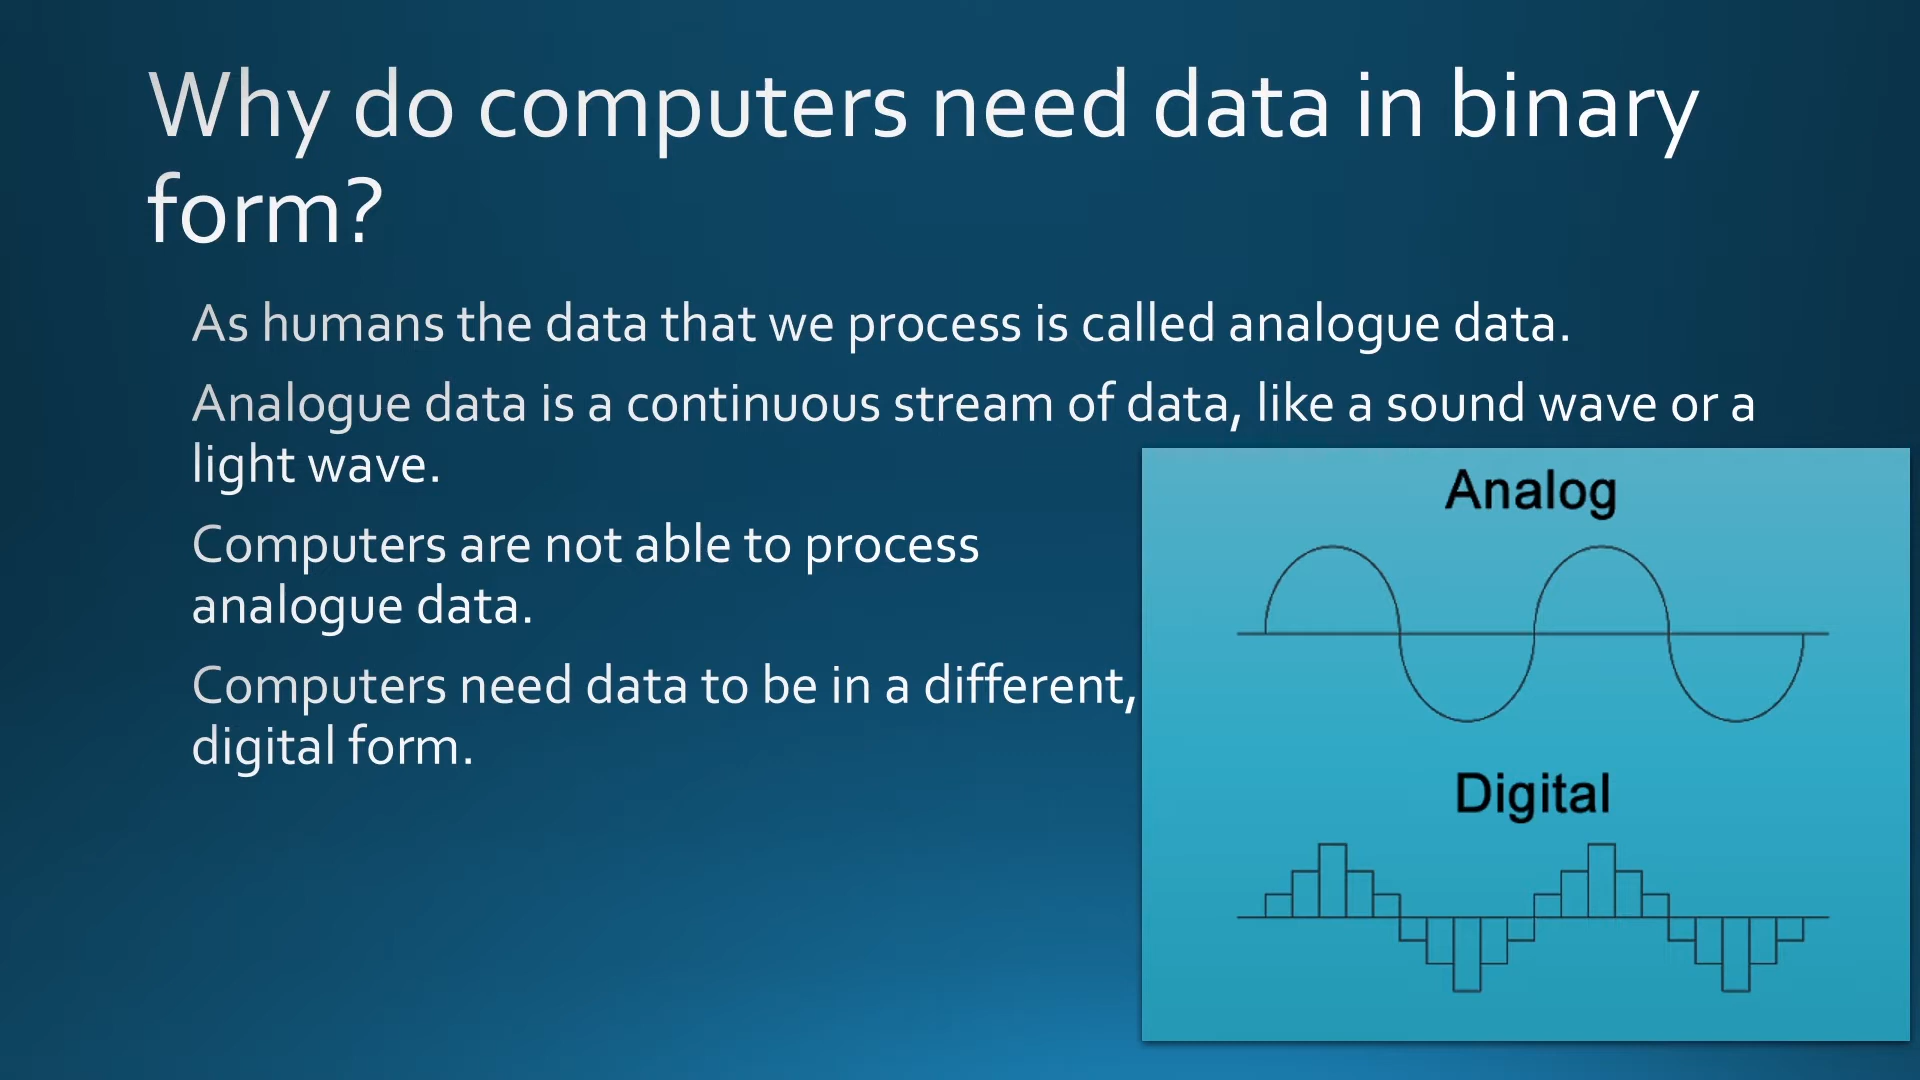 Why do computers need data in binary
form?
As humans the data that we process is called analogue data.
Analogue data is a continuous stream of data, like a sound wave or a
light wave.
Computers are not able to process
analogue data.
Computers need data to be in a different,
digital form.
Analog
Digital